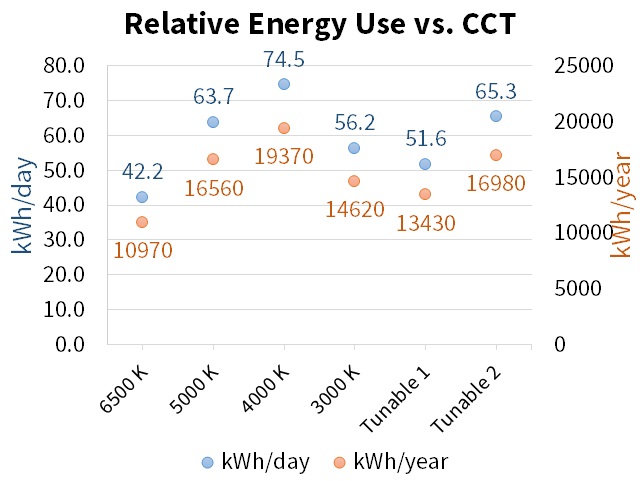 Relative Energy Use vs. CCT
80.0
70.0
60.0
50.0
40.0
30.0
20.0
10.0
0.0
kWh/day
25000
20000
15000
10000
5000
0
kWh/year
42.2
63.7
74.5
56.2
51.6
65.3
10970
16560
19370
14620
13430
16980
6500 K
5000 K
4000 K
3000 K
Tunable 1
Tunable 2
kWh/day
kWh/year